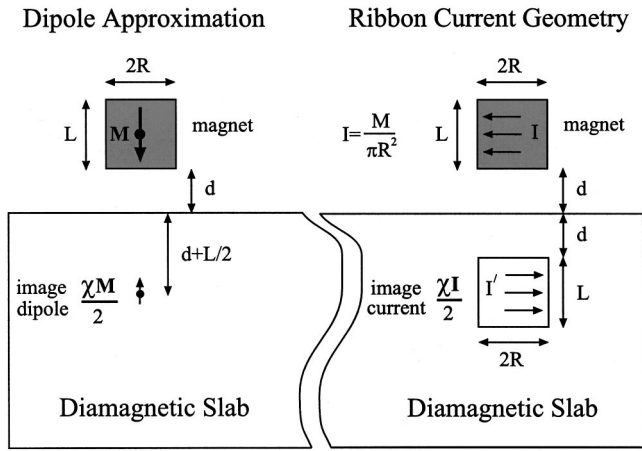 Dipole Approximation
2R
L
M
magnet
d
d+L/2
image
dipole
χM
2
Diamagnetic Slab
Ribbon Current Geometry
2R
I=M
πR²
L
I
magnet
d
d
image
current
χI
2
I′
L
2R
Diamagnetic Slab